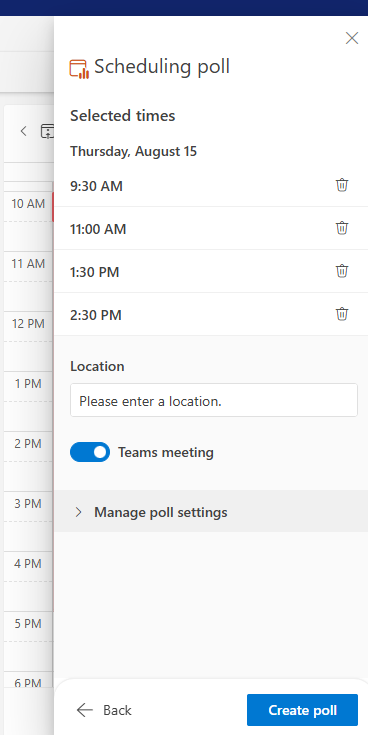 Scheduling poll
Selected times
Thursday, August 15
9:30 AM
11:00 AM
1:30 PM
2:30 PM
Location
Please enter a location.
Teams meeting
Manage poll settings
Back
Create poll
10 AM
11 AM
12 PM
1 PM
2 PM
3 PM
4 PM
5 PM
6 PM